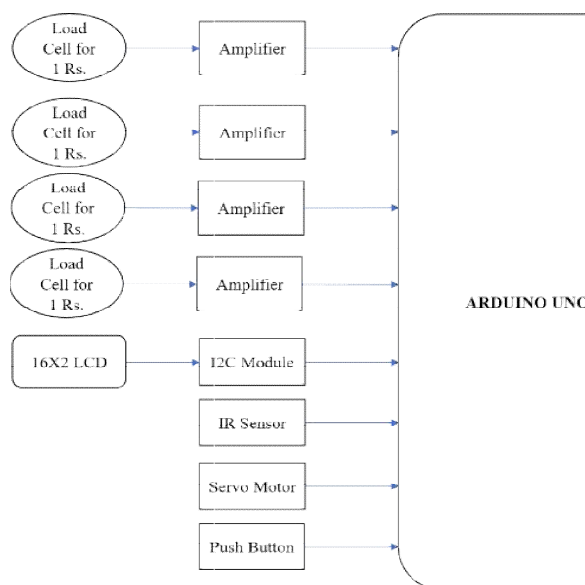 Load
Cell for
1 Rs.
Amplifier
Load
Cell for
1 Rs.
Amplifier
Load
Cell for
1 Rs.
Amplifier
Load
Cell for
1 Rs.
Amplifier
ARDUINO UNO
16X2 LCD
I2C Module
IR Sensor
Servo Motor
Push Button